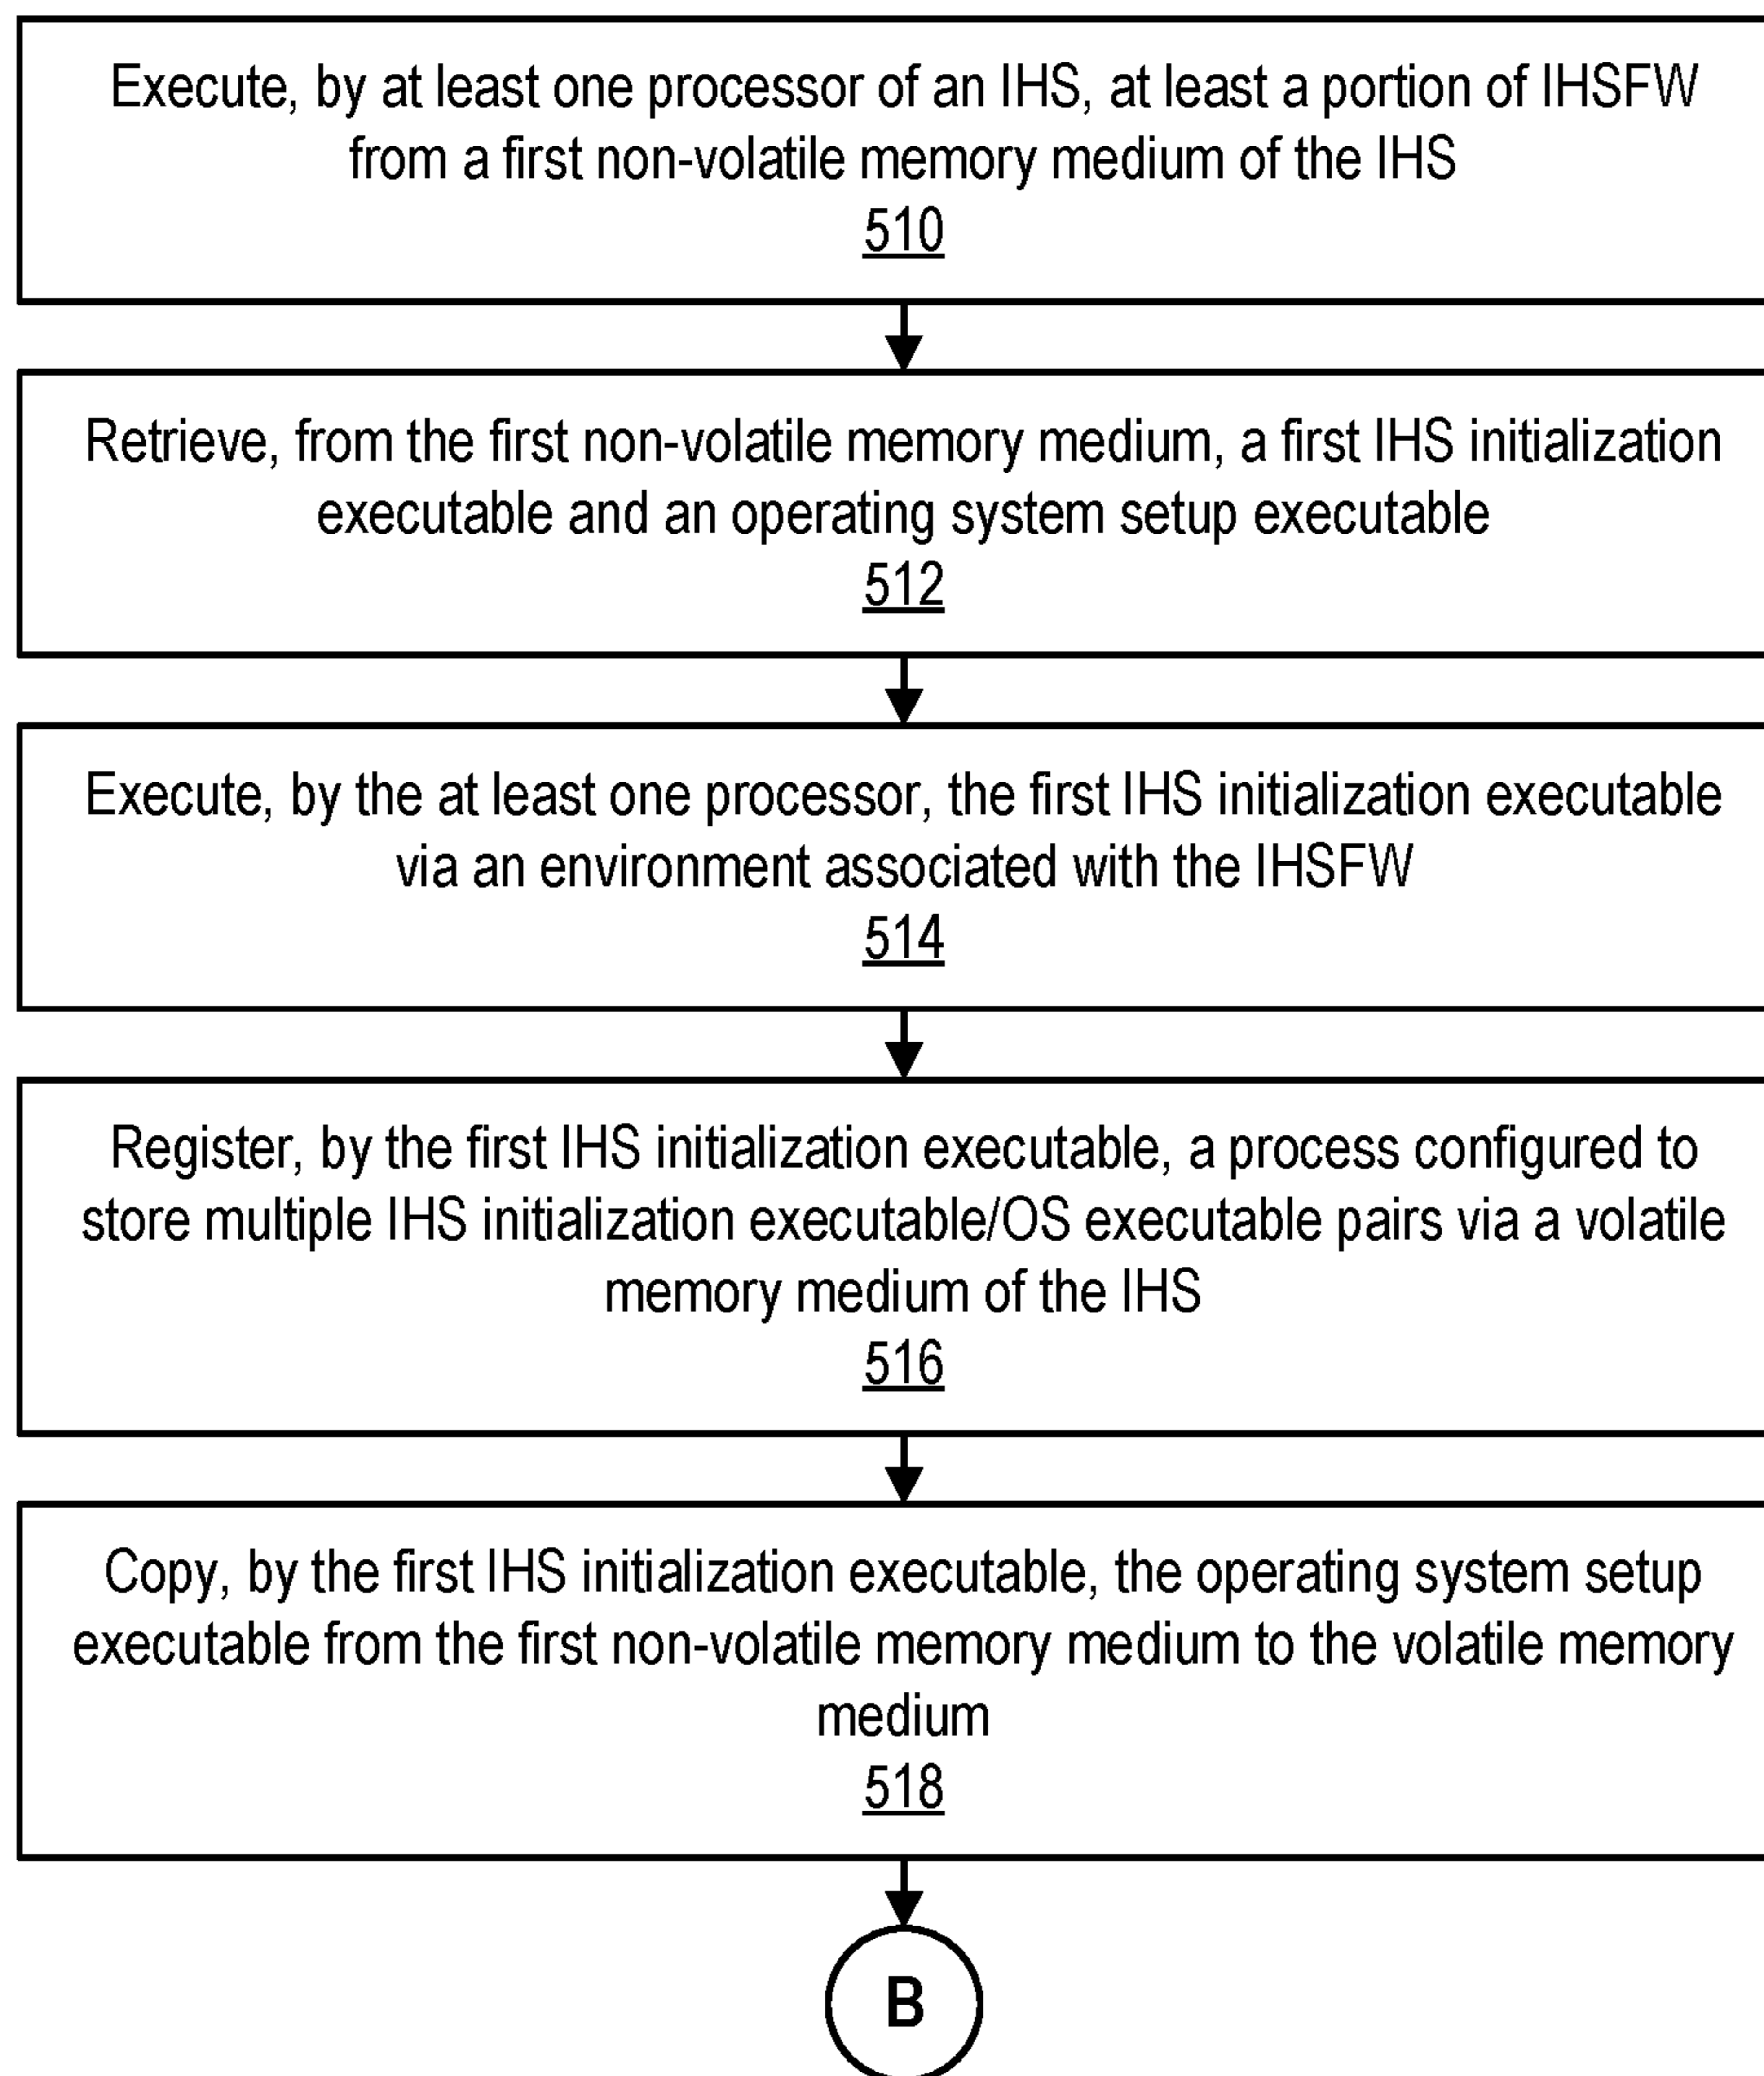 Execute, by at least one processor of an IHS, at least a portion of IHSFW
from a first non-volatile memory medium of the IHS
510
Retrieve, from the first non-volatile memory medium, a first IHS initialization
executable and an operating system setup executable
512
Execute, by the at least one processor, the first IHS initialization executable
via an environment associated with the IHSFW
514
Register, by the first IHS initialization executable, a process configured to
store multiple IHS initialization executable/OS executable pairs via a volatile
memory medium of the IHS
516
Copy, by the first IHS initialization executable, the operating system setup
executable from the first non-volatile memory medium to the volatile memory
medium
518
B